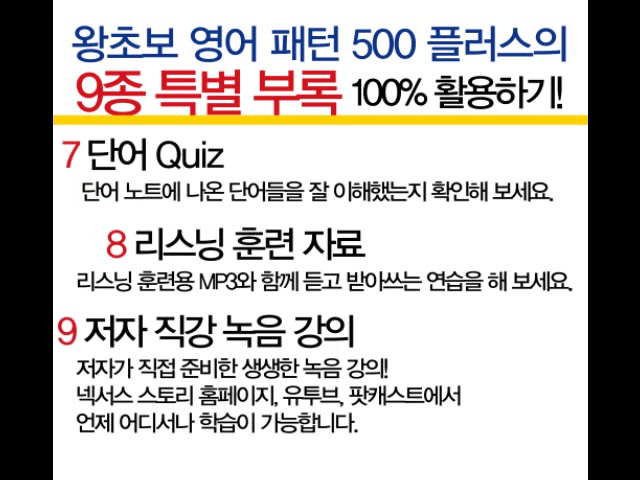 왕초보 영어 패턴 500 플러스의
9종 특별 부록 100% 활용하기!
7 단어 Quiz
단어 노트에 나온 단어들을 잘 이해했는지 확인해 보세요.
8 리스닝 훈련 자료
리스닝 훈련용 MP3와 함께 듣고 받아쓰는 연습을 해 보세요.
9 저자 직강 녹음 강의
저자가 직접 준비한 생생한 녹음 강의!
넥서스 스토리 홈페이지, 유투브, 팟캐스트에서
언제 어디서나 학습이 가능합니다.